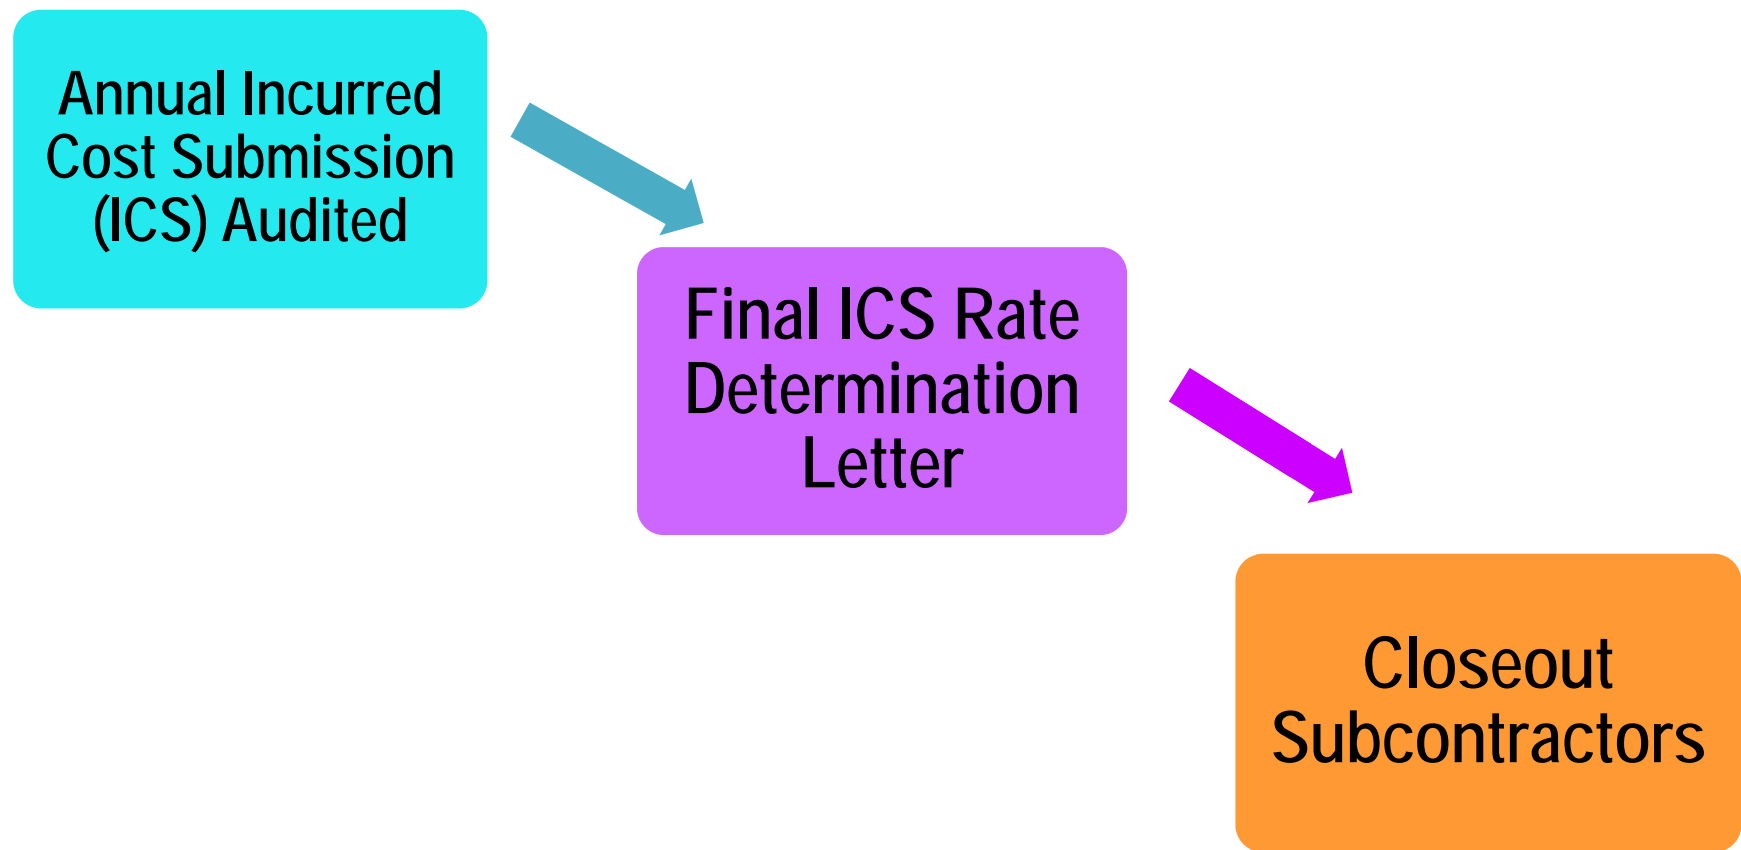 Annual Incurred
Cost Submission
(ICS) Audited
Final ICS Rate
Determination
Letter
Closeout
Subcontractors